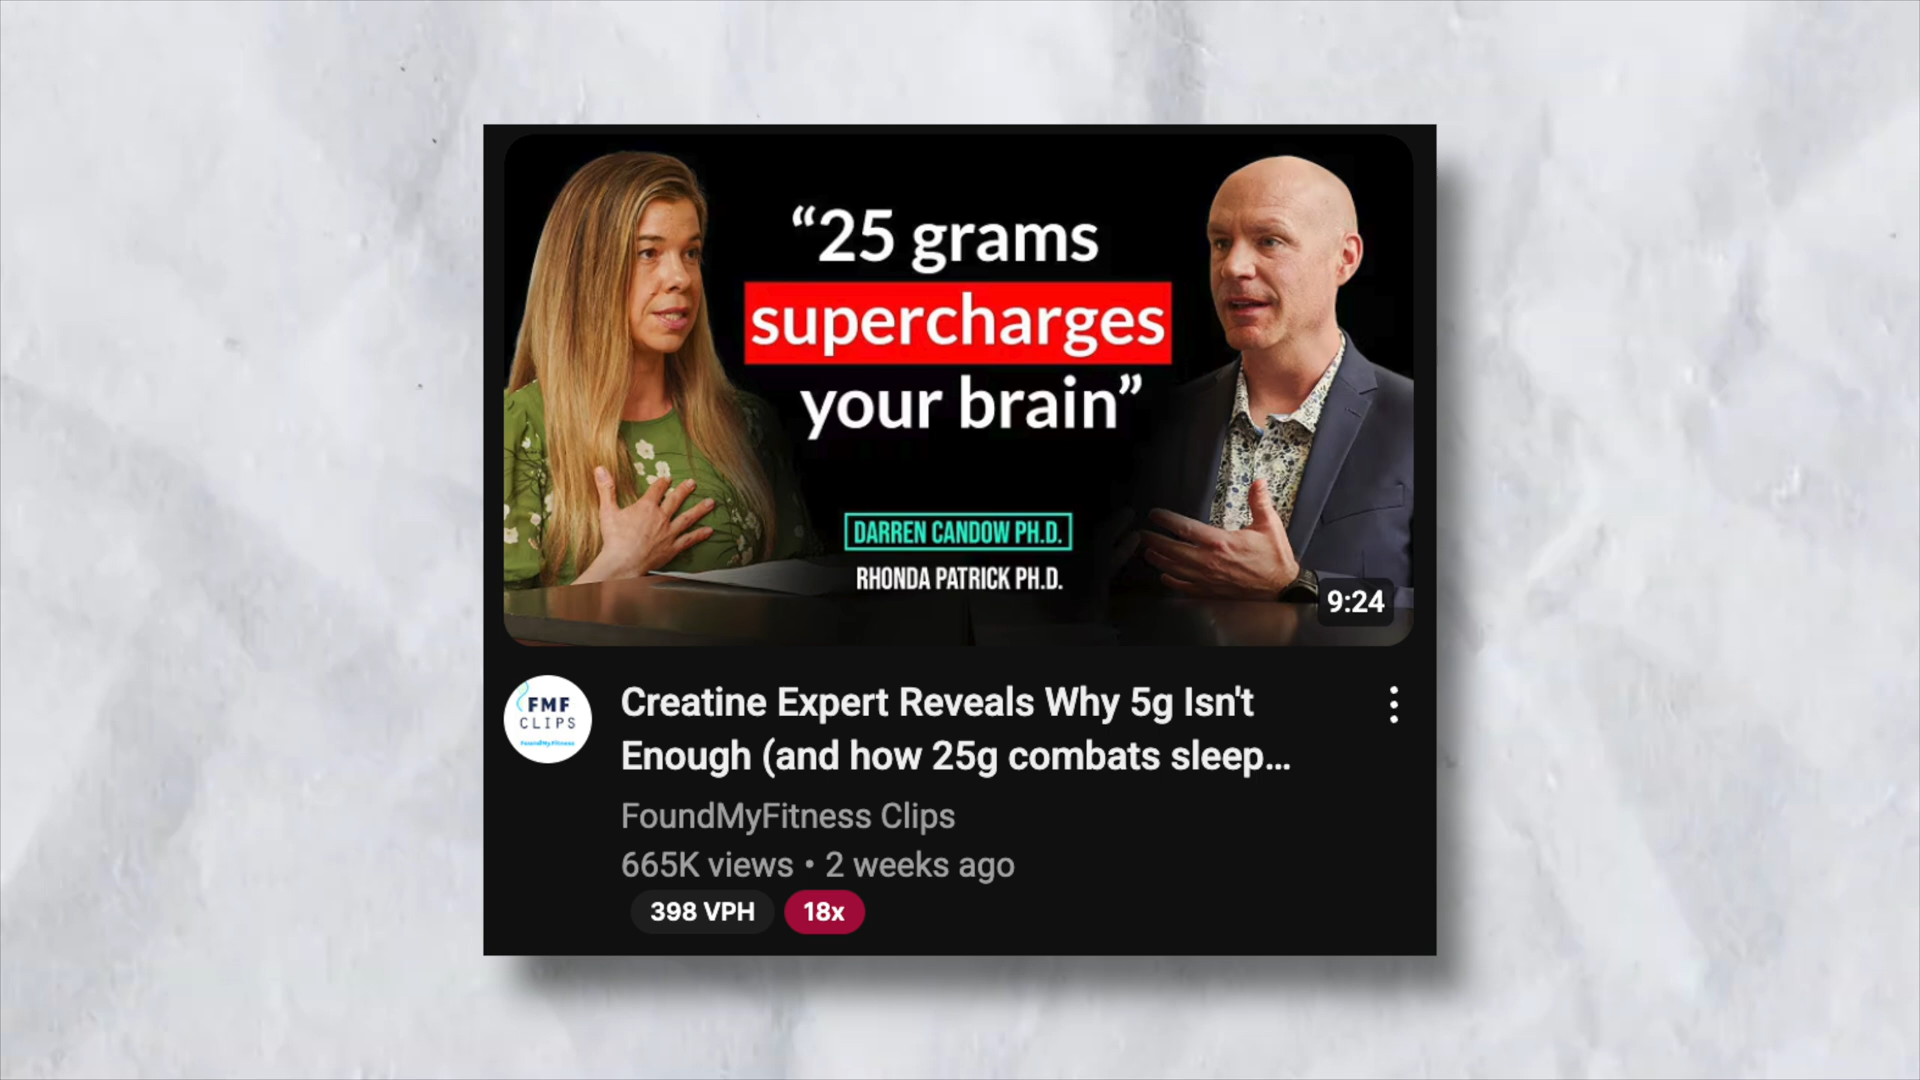 “25 grams
supercharges
your brain”
DARREN CANDOW PH.D.
RHONDA PATRICK PH.D.
9:24
FMF
CLIPS
FoundMyFitness
Creatine Expert Reveals Why 5g Isn't
Enough (and how 25g combats sleep...
FoundMyFitness Clips
665K views • 2 weeks ago
398 VPH
18x